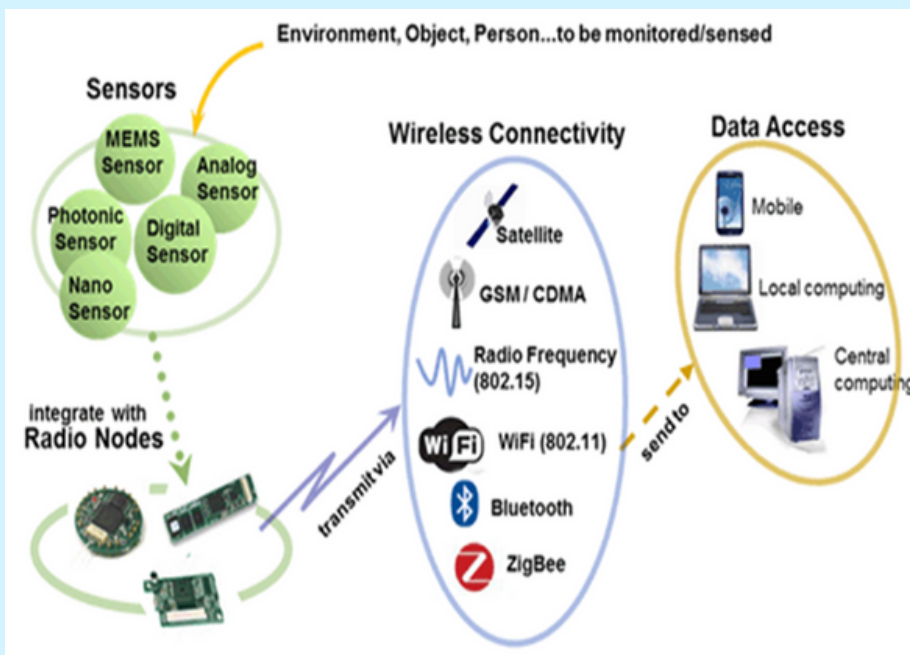 Environment, Object, Person...to be monitored/sensed
Sensors
MEMS
Sensor
Analog
Sensor
Photonic
Sensor
Digital
Sensor
Nano
Sensor
integrate with
Radio Nodes
transmit via
Wireless Connectivity
Satellite
GSM / CDMA
Radio Frequency
(802.15)
WiFi
WiFi (802.11)
Bluetooth
ZigBee
send to
Data Access
Mobile
Local computing
Central
computing